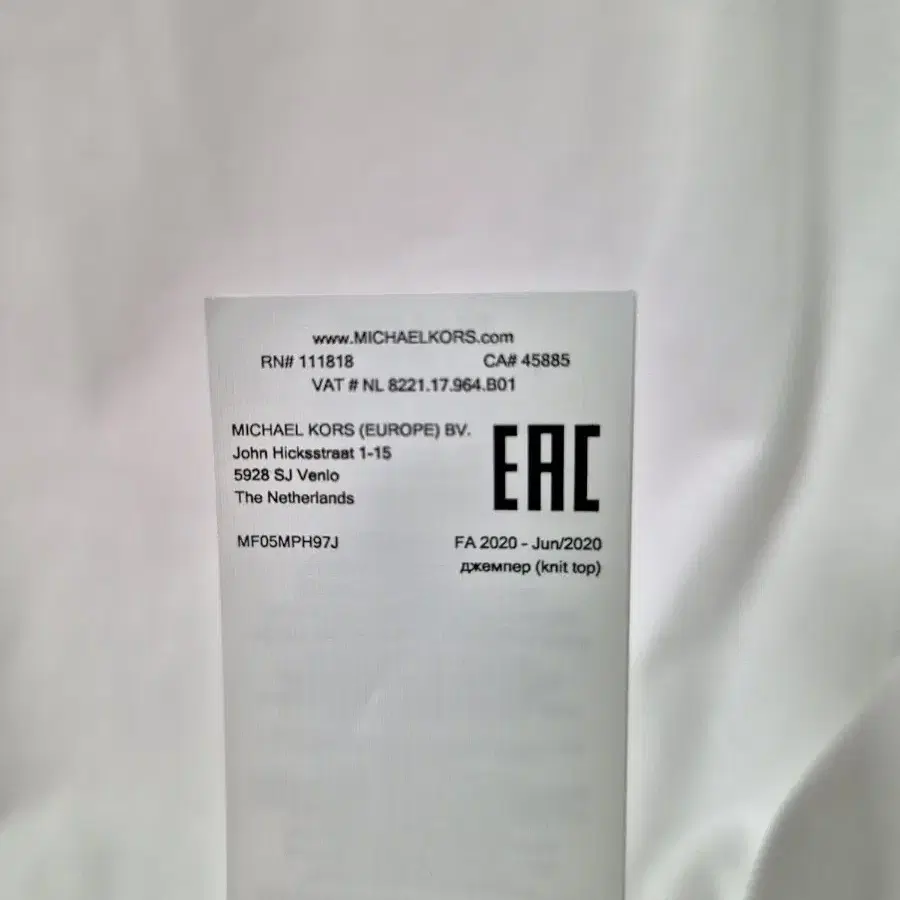 www.MICHAELKORS.com
RN# 111818 CA# 45885
VAT # NL 8221.17.964.B01
MICHAEL KORS (EUROPE) BV.
John Hicksstraat 1-15
5928 SJ Venlo
The Netherlands
EAC
MF05MPH97J FA 2020 - Jun/2020
джемпер (knit top)